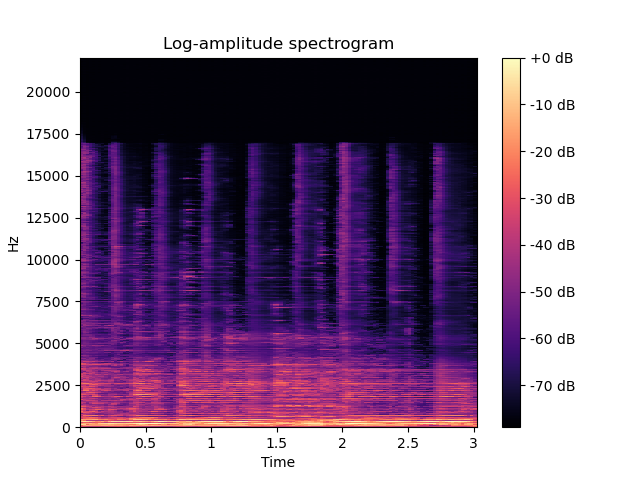 Log-amplitude spectrogram
Hz
20000
17500
15000
12500
10000
7500
5000
2500
0
0 0.5 1 1.5 2 2.5 3
Time
+0 dB
-10 dB
-20 dB
-30 dB
-40 dB
-50 dB
-60 dB
-70 dB